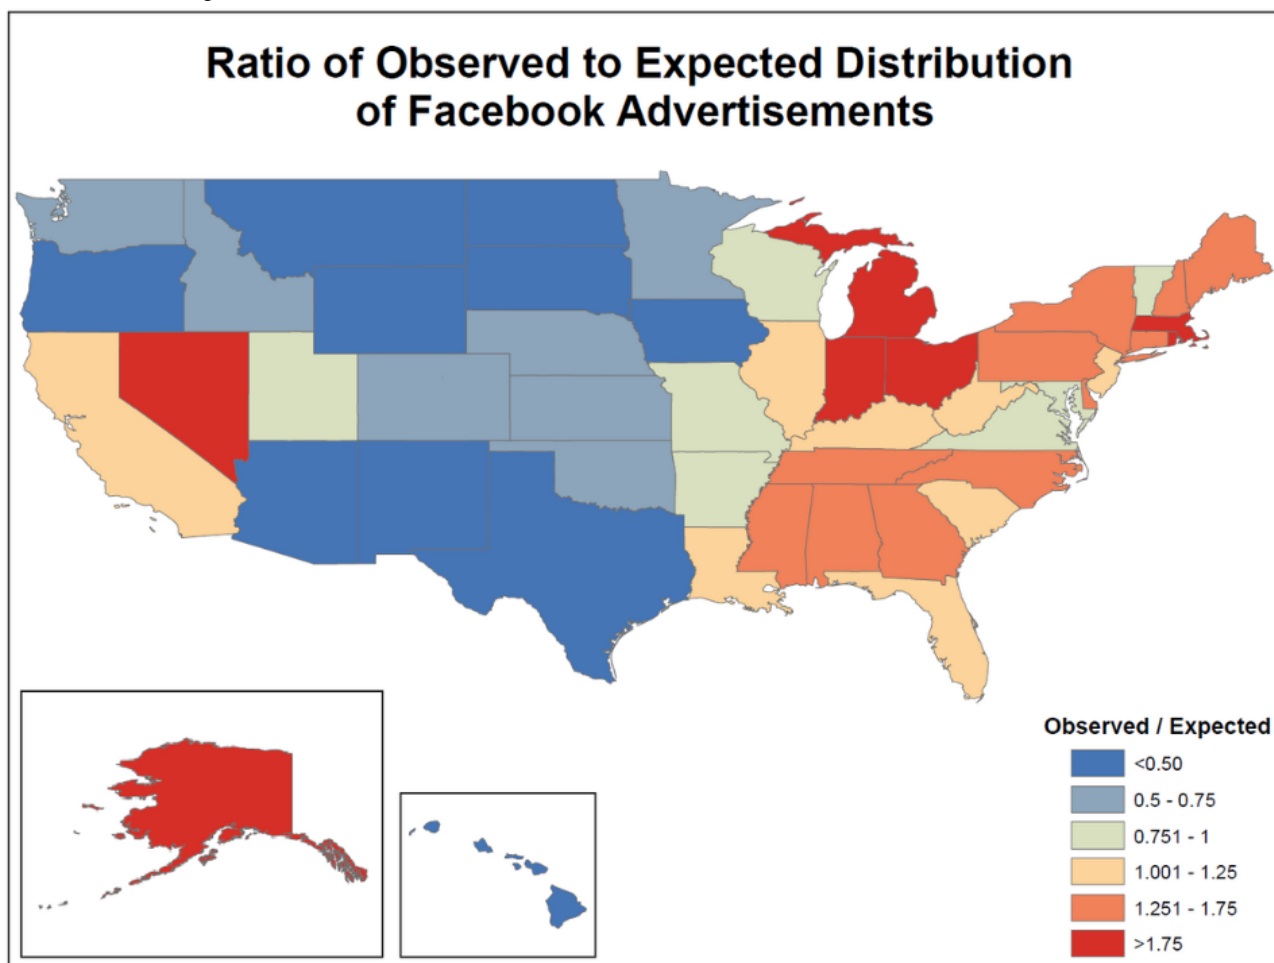 Ratio of Observed to Expected Distribution
of Facebook Advertisements
Observed / Expected
<0.50
0.5 - 0.75
0.751 - 1
1.001 - 1.25
1.251 - 1.75
>1.75